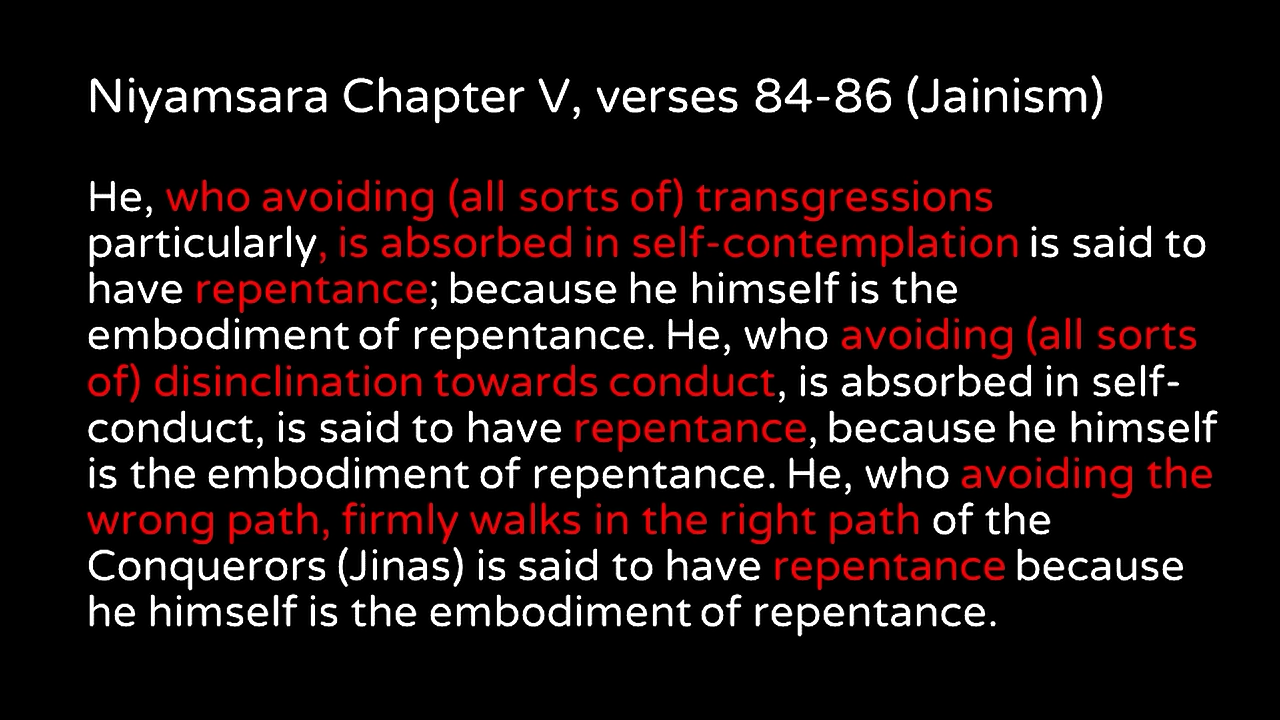 Niyamsara Chapter V, verses 84-86 (Jainism)
He, who avoiding (all sorts of) transgressions
particularly, is absorbed in self-contemplation is said to
have repentance; because he himself is the
embodiment of repentance. He, who avoiding (all sorts
of) disinclination towards conduct, is absorbed in self-
conduct, is said to have repentance, because he himself
is the embodiment of repentance. He, who avoiding the
wrong path, firmly walks in the right path of the
Conquerors (Jinas) is said to have repentance because
he himself is the embodiment of repentance.